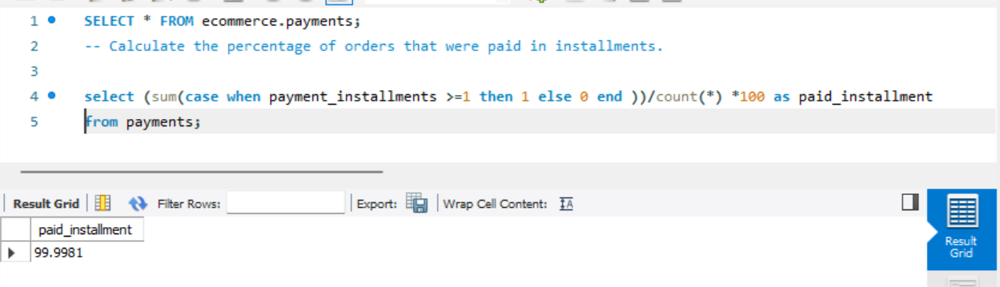 1 SELECT * FROM ecommerce.payments;
2 -- Calculate the percentage of orders that were paid in installments.
3
4 select (sum(case when payment_installments >=1 then 1 else 0 end ))/count(*) *100 as paid_installment
5 from payments;
Result Grid Filter Rows: Export: Wrap Cell Content:
paid_installment
99.9981
Result
Grid